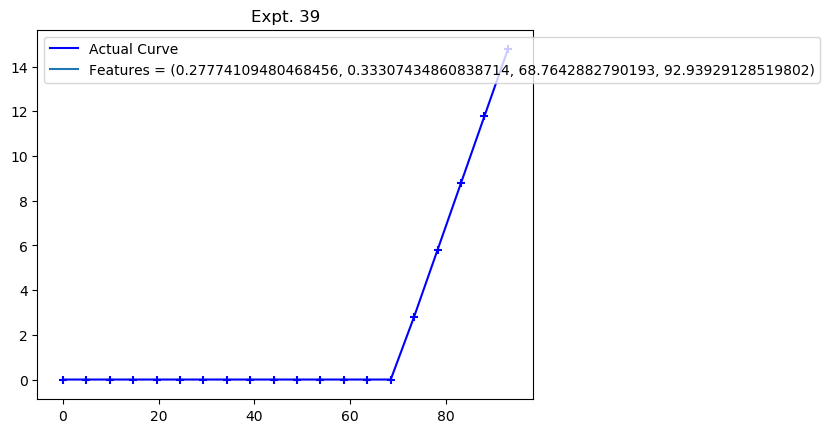 Expt. 39
Actual Curve
Features = (0.27774109480468456, 0.33307434860838714, 68.7642882790193, 92.93929128519802)
14
12
10
8
6
4
2
0
0 20 40 60 80